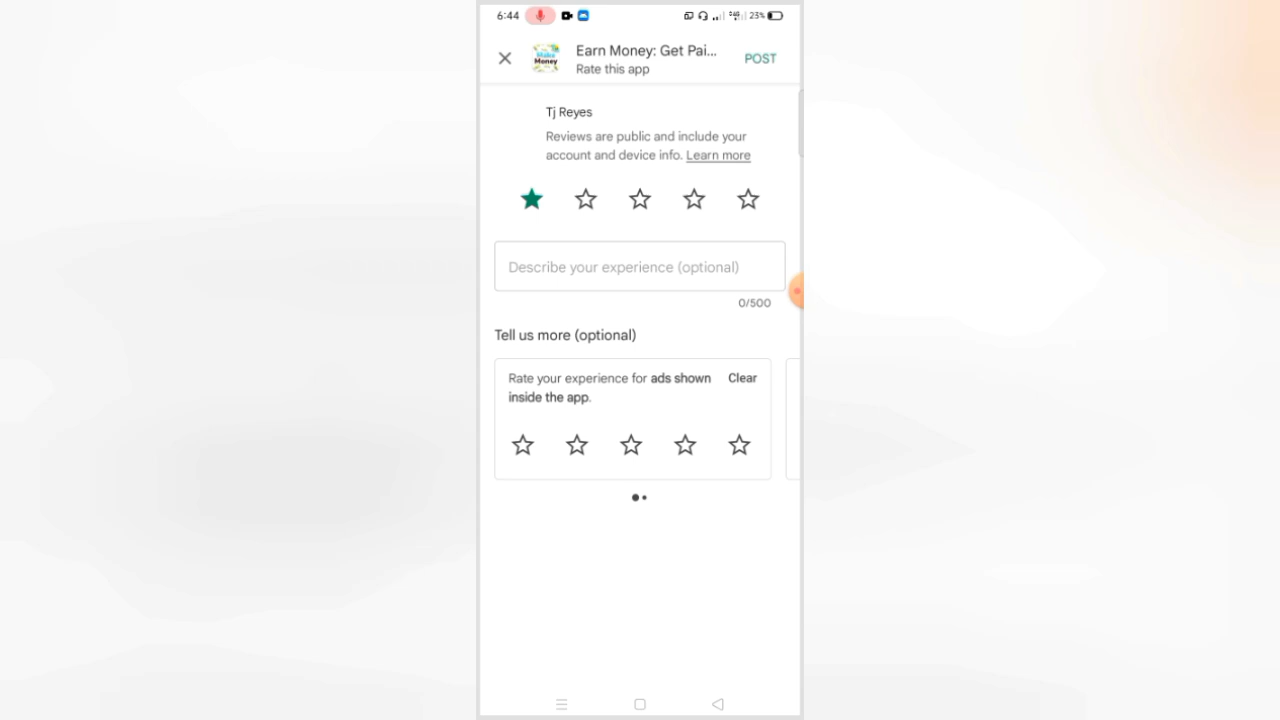 6:44 23%
Earn Money: Get Pai...
Make
Money
Rate this app
POST
Tj Reyes
Reviews are public and include your
account and device info. Learn more
Describe your experience (optional)
0/500
Tell us more (optional)
Rate your experience for ads shown
inside the app.
Clear